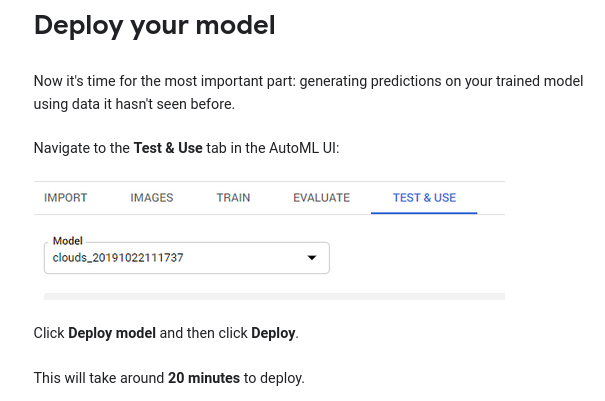 Deploy your model
Now it's time for the most important part: generating predictions on your trained model
using data it hasn't seen before.
Navigate to the Test & Use tab in the AutoML UI:
IMPORT IMAGES TRAIN EVALUATE TEST & USE
Model
clouds_20191022111737
Click Deploy model and then click Deploy.
This will take around 20 minutes to deploy.